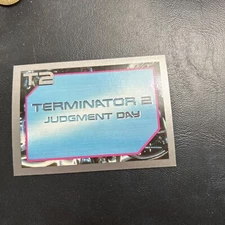 T2
TERMINATOR 2
JUDGMENT DAY